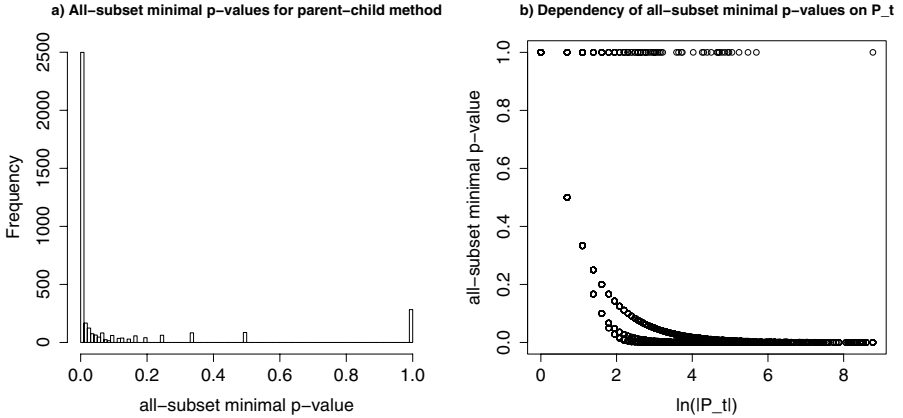 a) All-subset minimal p-values for parent-child method
2500
2000
1500
1000
500
0
Frequency
0.0 0.2 0.4 0.6 0.8 1.0
all-subset minimal p-value
b) Dependency of all-subset minimal p-values on P_t
1.0
0.8
0.6
0.4
0.2
0.0
all-subset minimal p-value
0 2 4 6 8
ln(|P_t|)